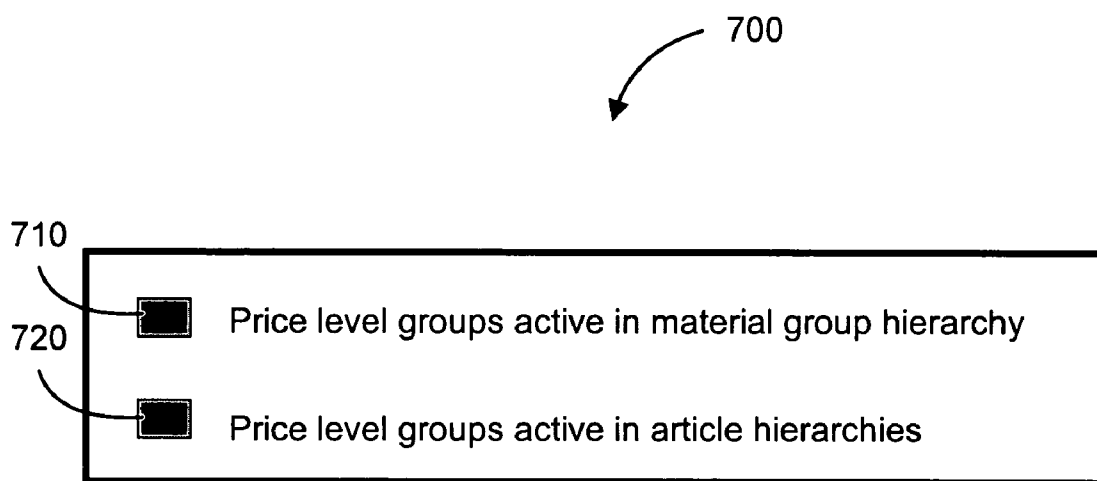 700
710
Price level groups active in material group hierarchy
720
Price level groups active in article hierarchies